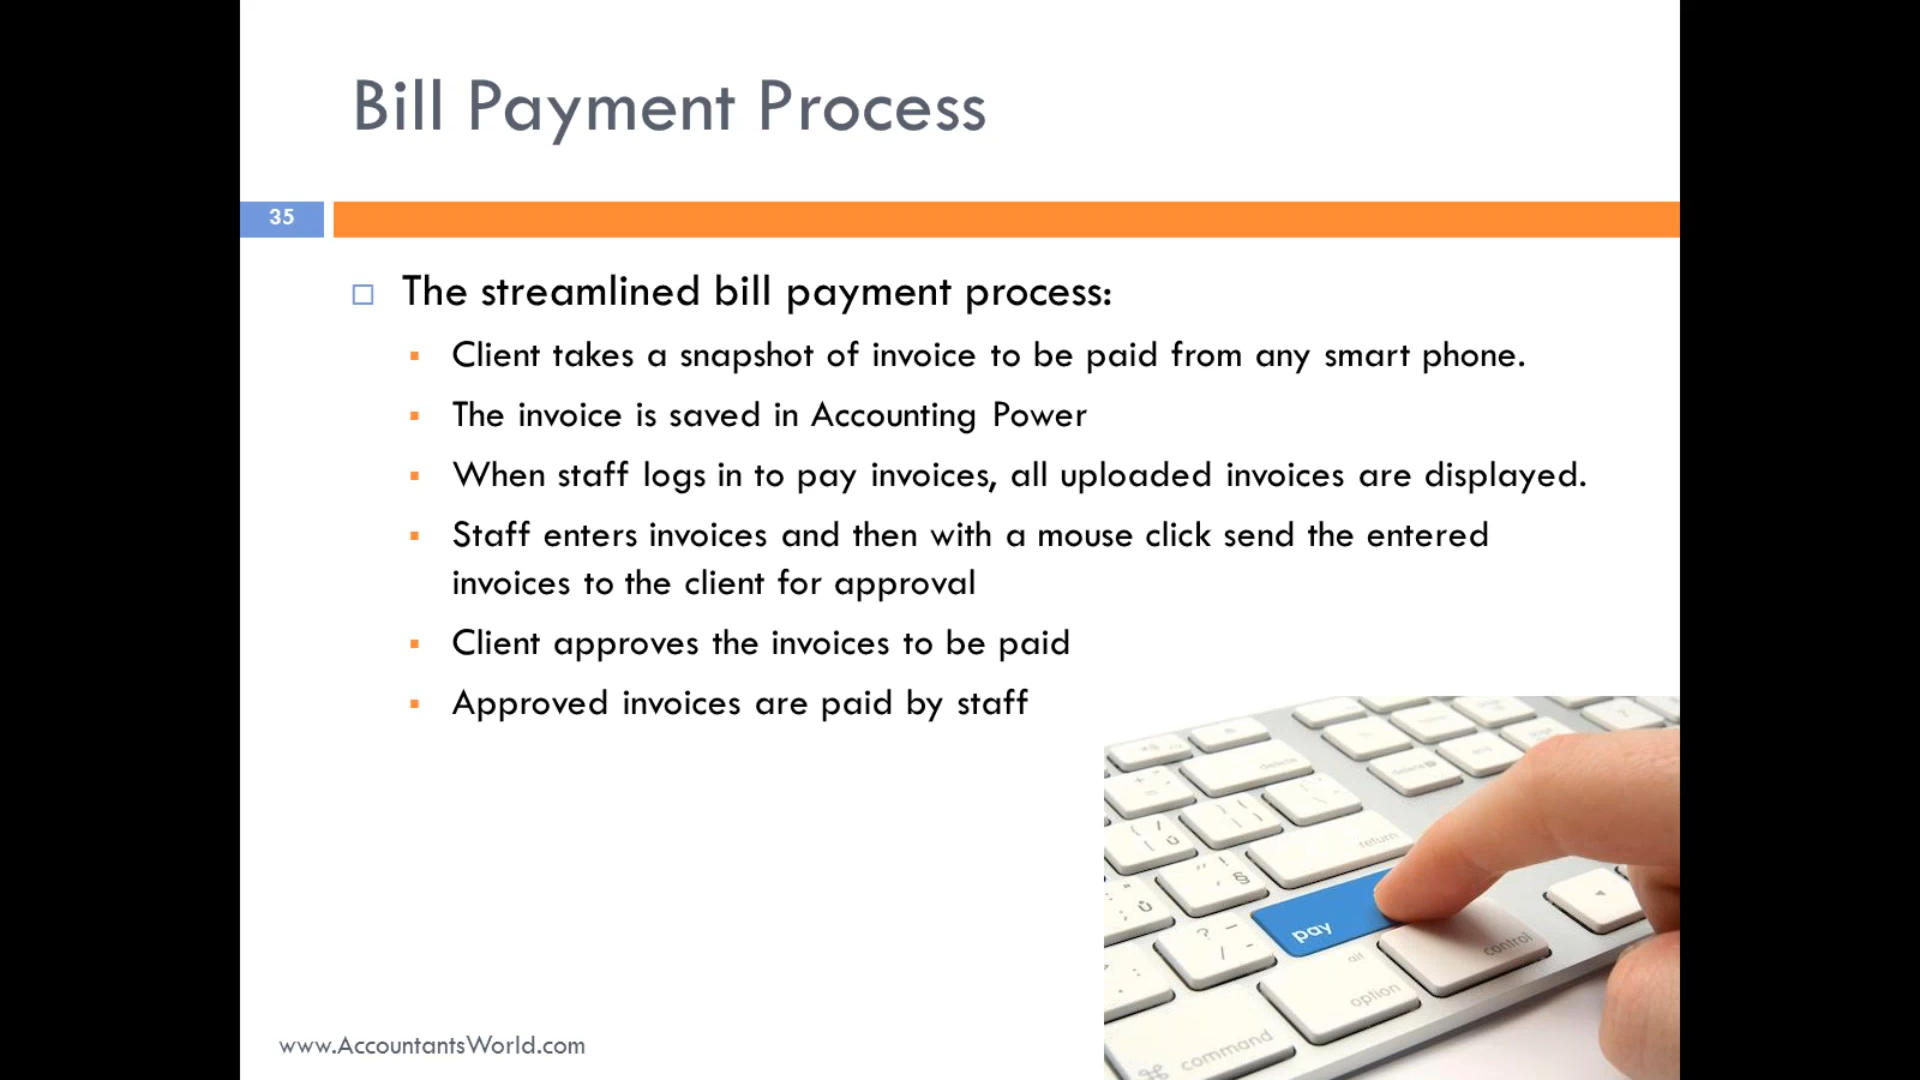 Bill Payment Process
35
The streamlined bill payment process:
Client takes a snapshot of invoice to be paid from any smart phone.
The invoice is saved in Accounting Power
When staff logs in to pay invoices, all uploaded invoices are displayed.
Staff enters invoices and then with a mouse click send the entered
invoices to the client for approval
Client approves the invoices to be paid
Approved invoices are paid by staff
delete
return
pay
control
alt
option
command
www.AccountantsWorld.com